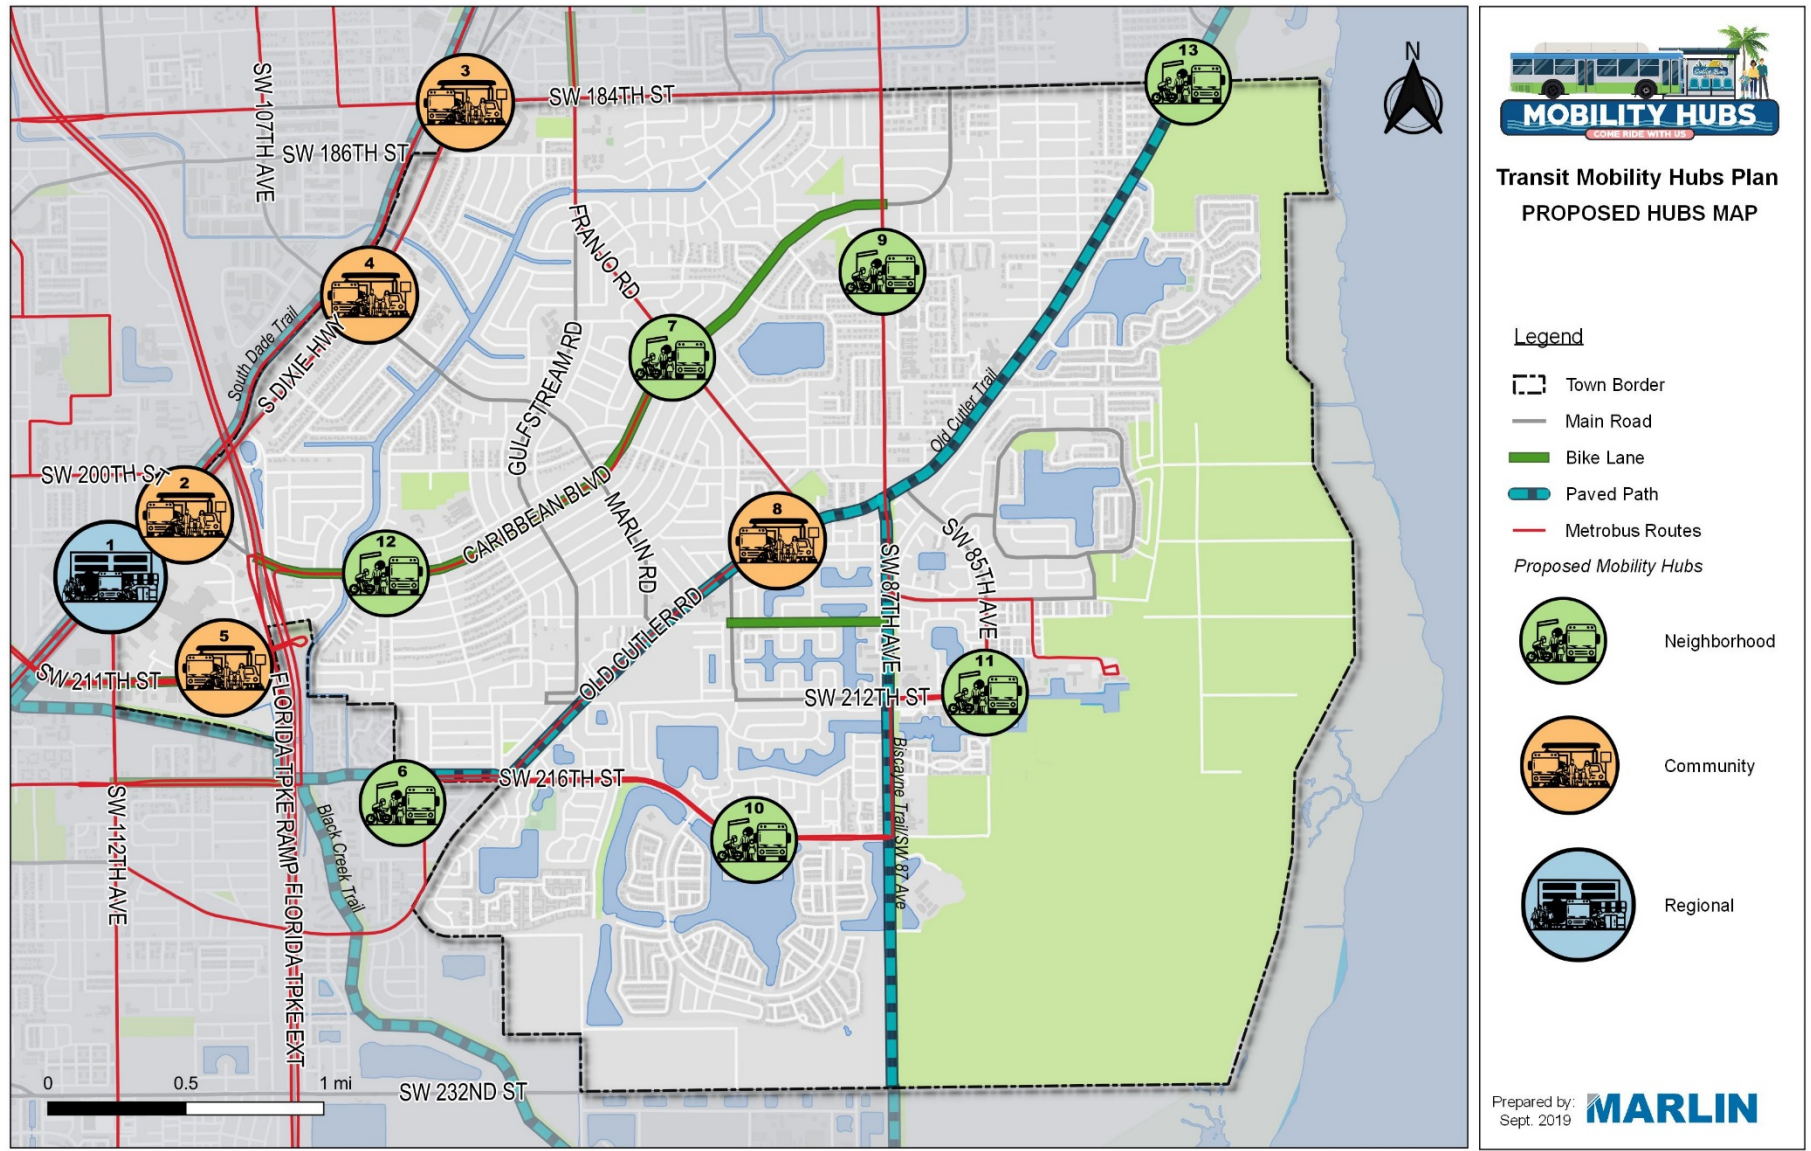 SW 107TH AVE
3
SW 184TH ST
13
N
SW 186TH ST
FRANJO RD
9
4
South Dade Trail
S DIXIE HWY
7
GULFSTREAM RD
Old Cutler Trail
SW 200TH ST
2
CARIBBEAN BLVD
MARLIN RD
8
SW 85TH AVE
1
12
SW 87TH AVE
OLD CUTLER RD
5
SW 211TH ST
11
SW 212TH ST
FLORIDA TPKE RAMP
FLORIDA TPKE EXT
6
SW 216TH ST
10
Biscayne Trail/SW 87 Ave
SW 112TH AVE
Black Creek Trail
0 0.5 1 mi
SW 232ND ST
MOBILITY HUBS
COME RIDE WITH US
Transit Mobility Hubs Plan
PROPOSED HUBS MAP
Legend
Town Border
Main Road
Bike Lane
Paved Path
Metrobus Routes
Proposed Mobility Hubs
Neighborhood
Community
Regional
Prepared by:
Sept. 2019
MARLIN